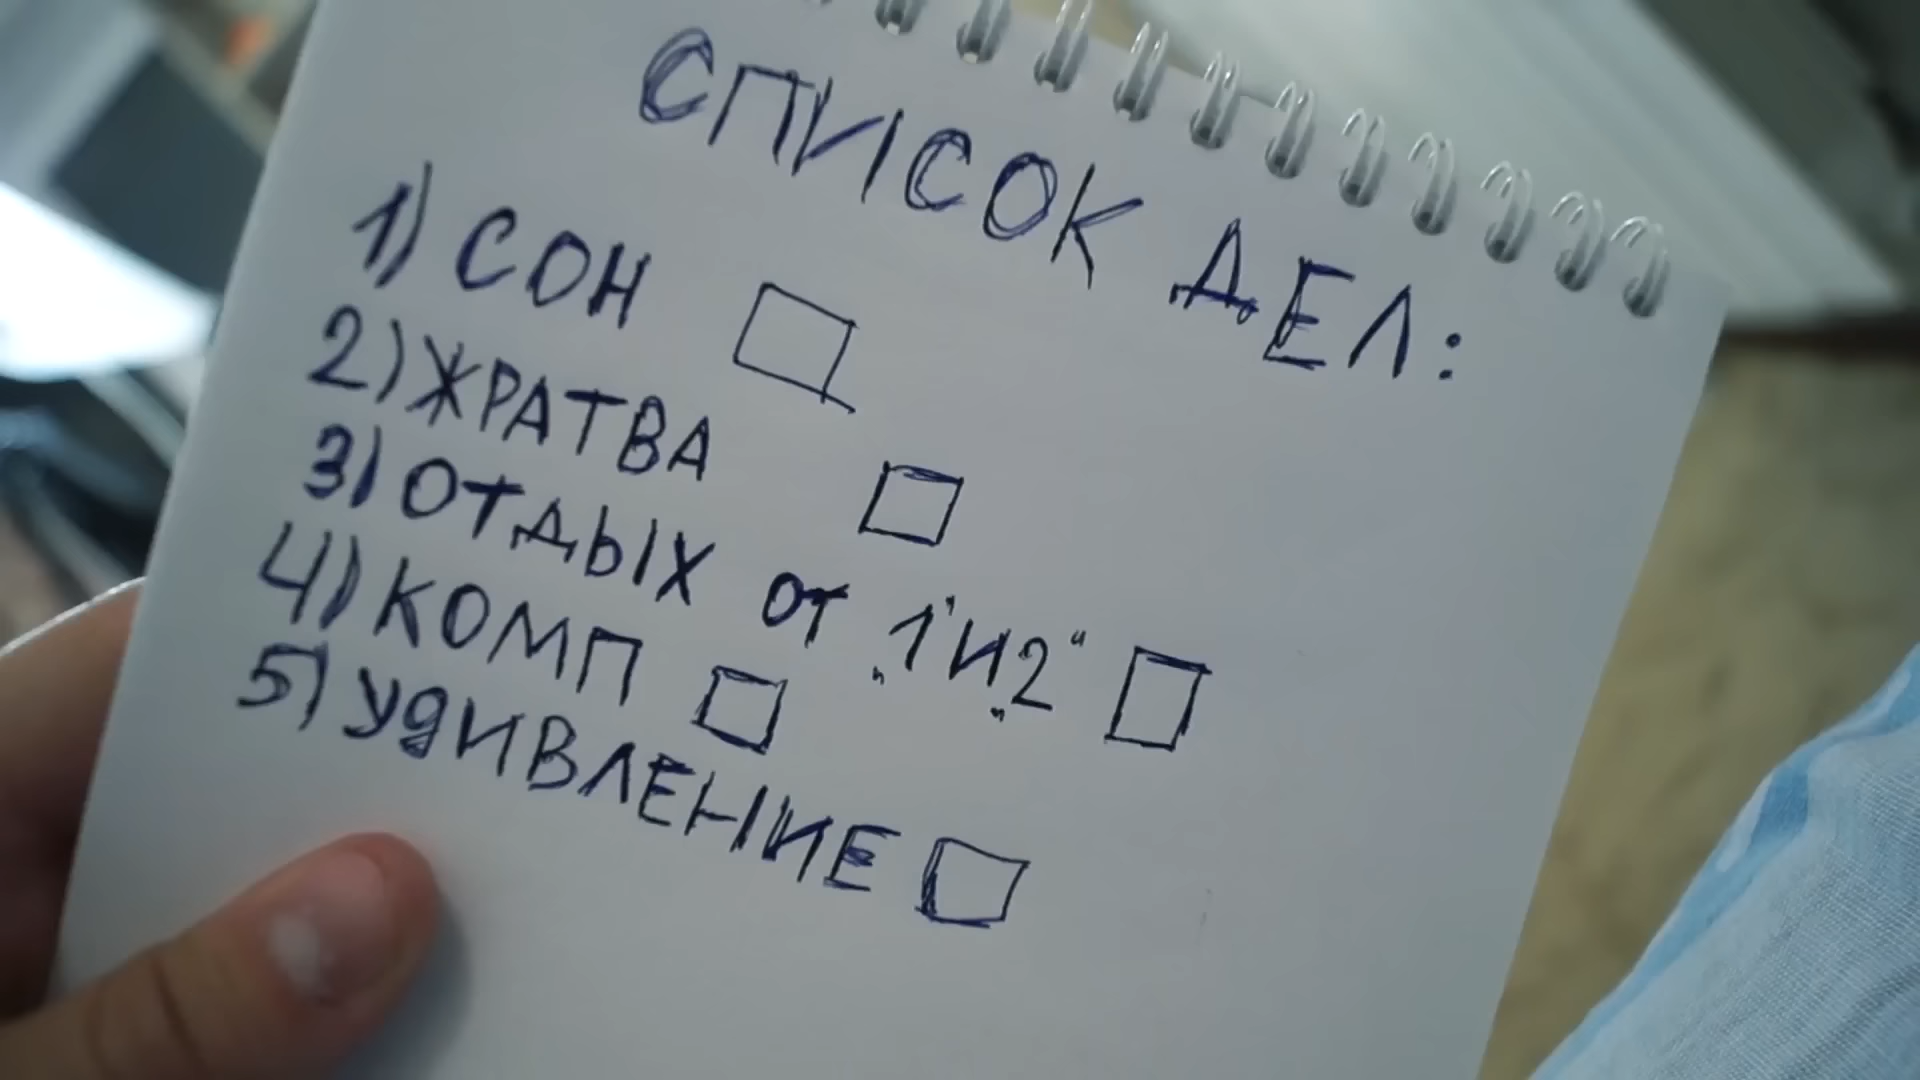 СПИСОК ДЕЛ:
1) СОН
2) ЖРАТВА
3) ОТДЫХ от „1" и „2"
4) КОМП
5) УДИВЛЕНИЕ